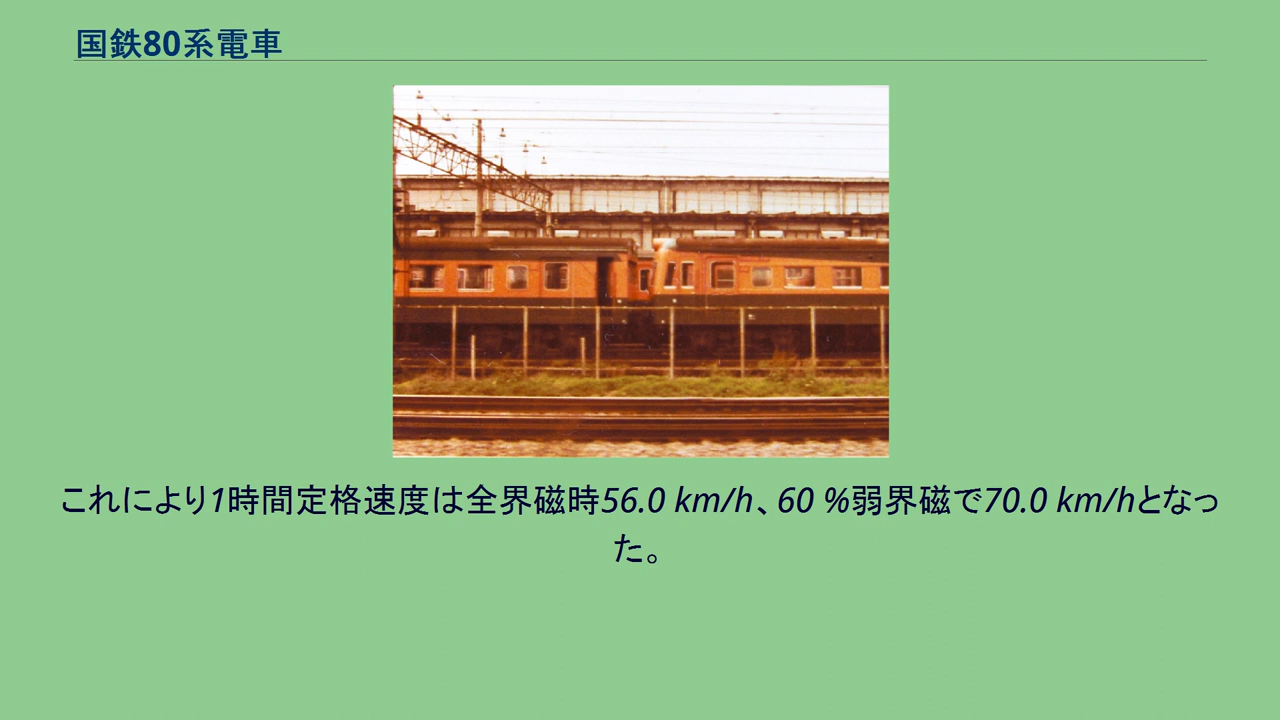 国鉄80系電車
これにより1時間定格速度は全界磁時56.0 km/h、60 %弱界磁で70.0 km/hとなっ
た。